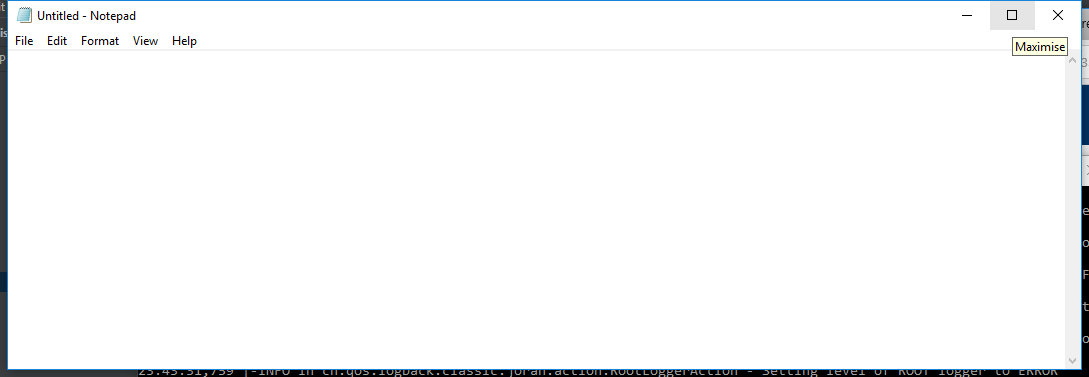 Untitled - Notepad
File Edit Format View Help
Maximise
23:43:31,759 |-INFO in ch.qos.logback.classic.joran.action.RootLoggerAction - Setting level of ROOT logger to ERROR